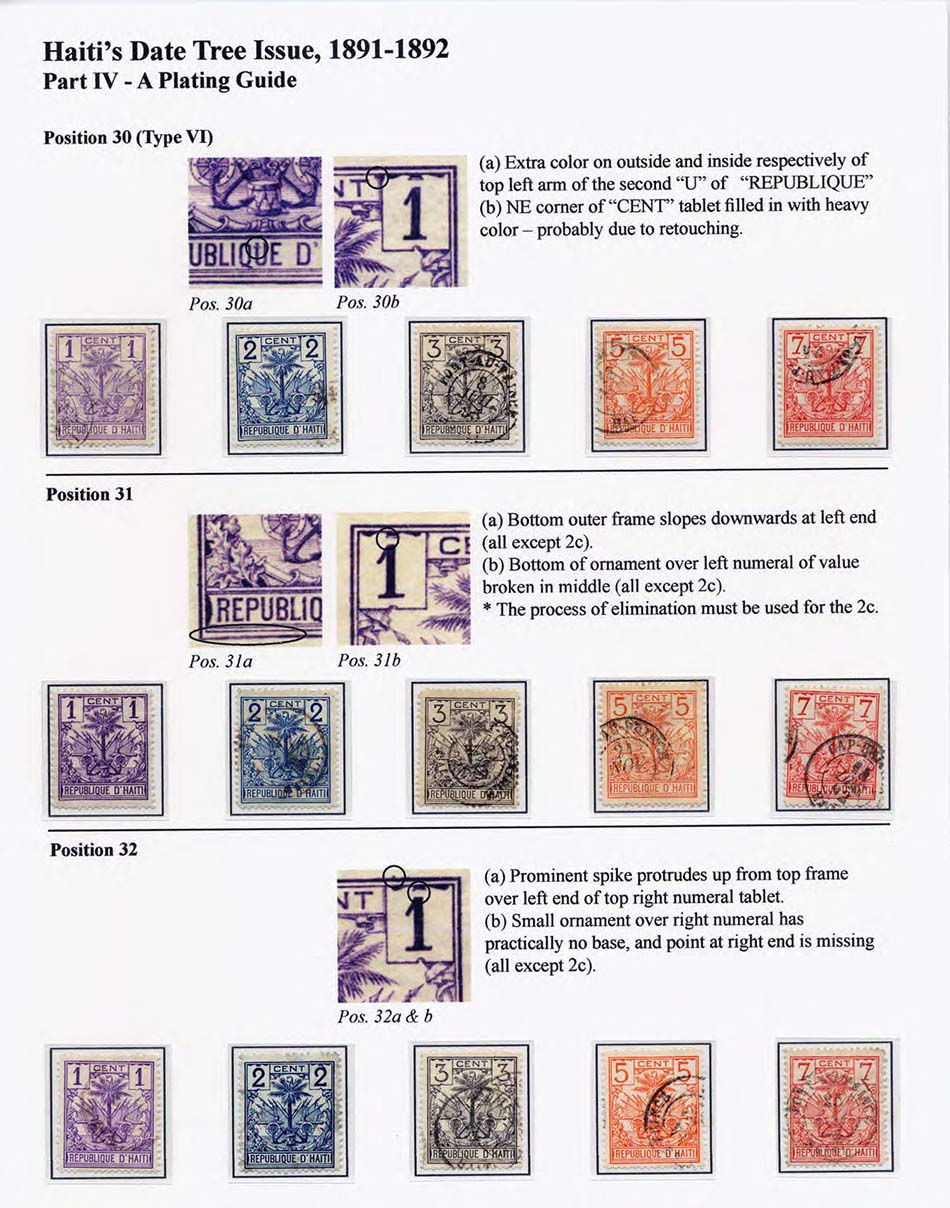 Haiti's Date Tree Issue, 1891-1892
Part IV - A Plating Guide
Position 30 (Type VI)
(a) Extra color on outside and inside respectively of
top left arm of the second “U” of “REPUBLIQUE”
(b) NE corner of “CENT” tablet filled in with heavy
color – probably due to retouching.
UBLIQUE D'
NT 1
Pos. 30a
Pos. 30b
1 CENT 1
REPUBLIQUE D'HAITI
2 CENT 2
REPUBLIQUE D'HAITI
3 CENT 3
PORT-AU-PRINCE
8
REPUBLIQUE D'HAITI
5 CENT 5
REPUBLIQUE D'HAITI
7 CENT 7
REPUBLIQUE D'HAITI
Position 31
(a) Bottom outer frame slopes downwards at left end
(all except 2c).
(b) Bottom of ornament over left numeral of value
broken in middle (all except 2c).
* The process of elimination must be used for the 2c.
REPUBLIQ
1 CE
Pos. 31a
Pos. 31b
1 CENT 1
REPUBLIQUE D'HAITI
2 CENT 2
REPUBLIQUE D'HAITI
3 CENT 3
REPUBLIQUE D'HAITI
5 CENT 5
REPUBLIQUE D'HAITI
7 CENT 7
REPUBLIQUE D'HAITI
Position 32
(a) Prominent spike protrudes up from top frame
over left end of top right numeral tablet.
(b) Small ornament over right numeral has
practically no base, and point at right end is missing
(all except 2c).
NT 1
Pos. 32a & b
1 CENT 1
REPUBLIQUE D'HAITI
2 CENT 2
REPUBLIQUE D'HAITI
3 CENT 3
REPUBLIQUE D'HAITI
5 CENT 5
REPUBLIQUE D'HAITI
7 CENT 7
REPUBLIQUE D'HAITI